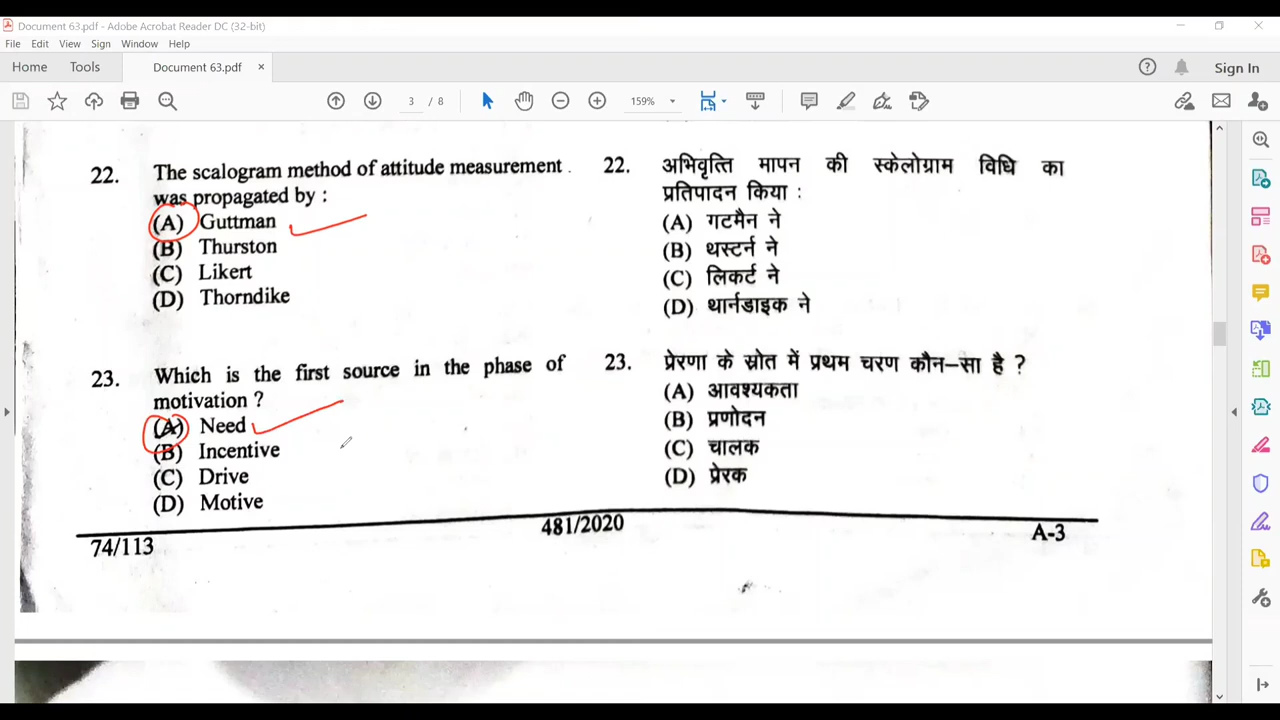 Document 63.pdf - Adobe Acrobat Reader DC (32-bit)
File Edit View Sign Window Help
Home Tools Document 63.pdf × Sign In
3 / 8 159%
22. The scalogram method of attitude measurement
was propagated by :
(A) Guttman
(B) Thurston
(C) Likert
(D) Thorndike
22. अभिवृत्ति मापन की स्केलोग्राम विधि का
प्रतिपादन किया :
(A) गटमैन ने
(B) थस्टर्न ने
(C) लिकर्ट ने
(D) थार्नडाइक ने
23. Which is the first source in the phase of
motivation ?
(A) Need
(B) Incentive
(C) Drive
(D) Motive
23. प्रेरणा के स्रोत में प्रथम चरण कौन-सा है ?
(A) आवश्यकता
(B) प्रणोदन
(C) चालक
(D) प्रेरक
74/113 481/2020 A-3